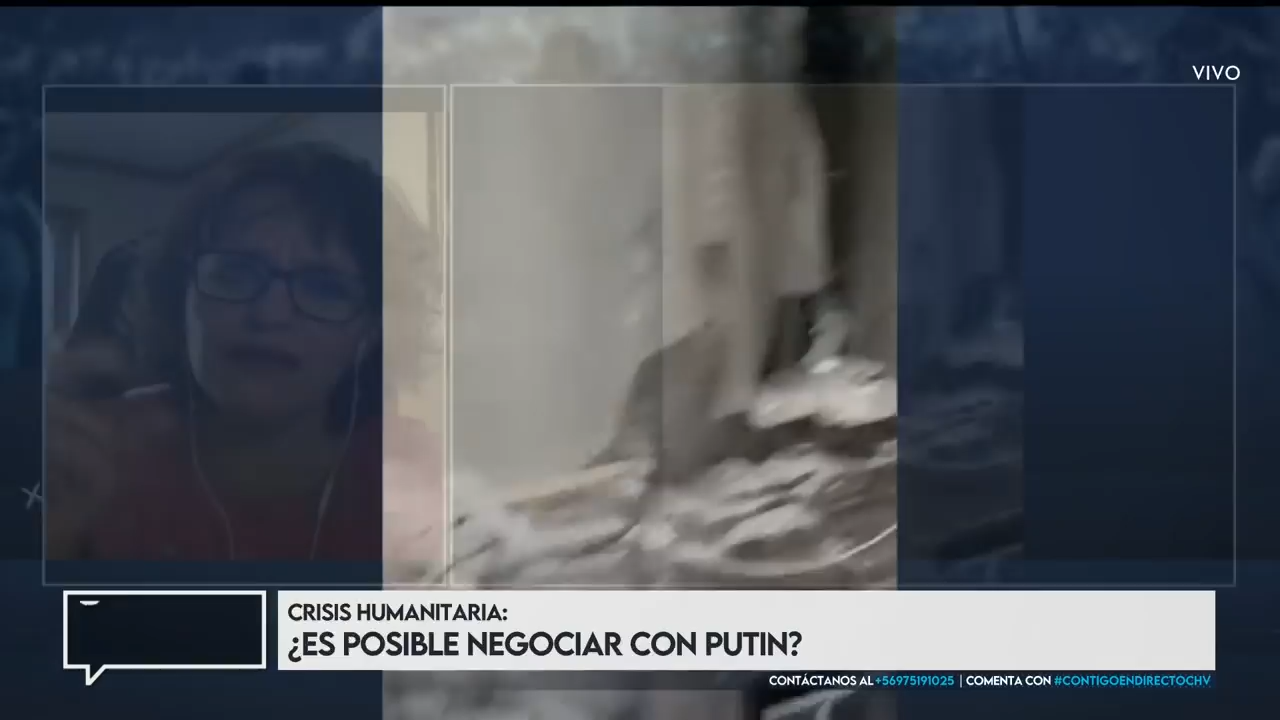 VIVO
CRISIS HUMANITARIA:
¿ES POSIBLE NEGOCIAR CON PUTIN?
CONTÁCTANOS AL +56975191025 | COMENTA CON #CONTIGOENDIRECTOCHV